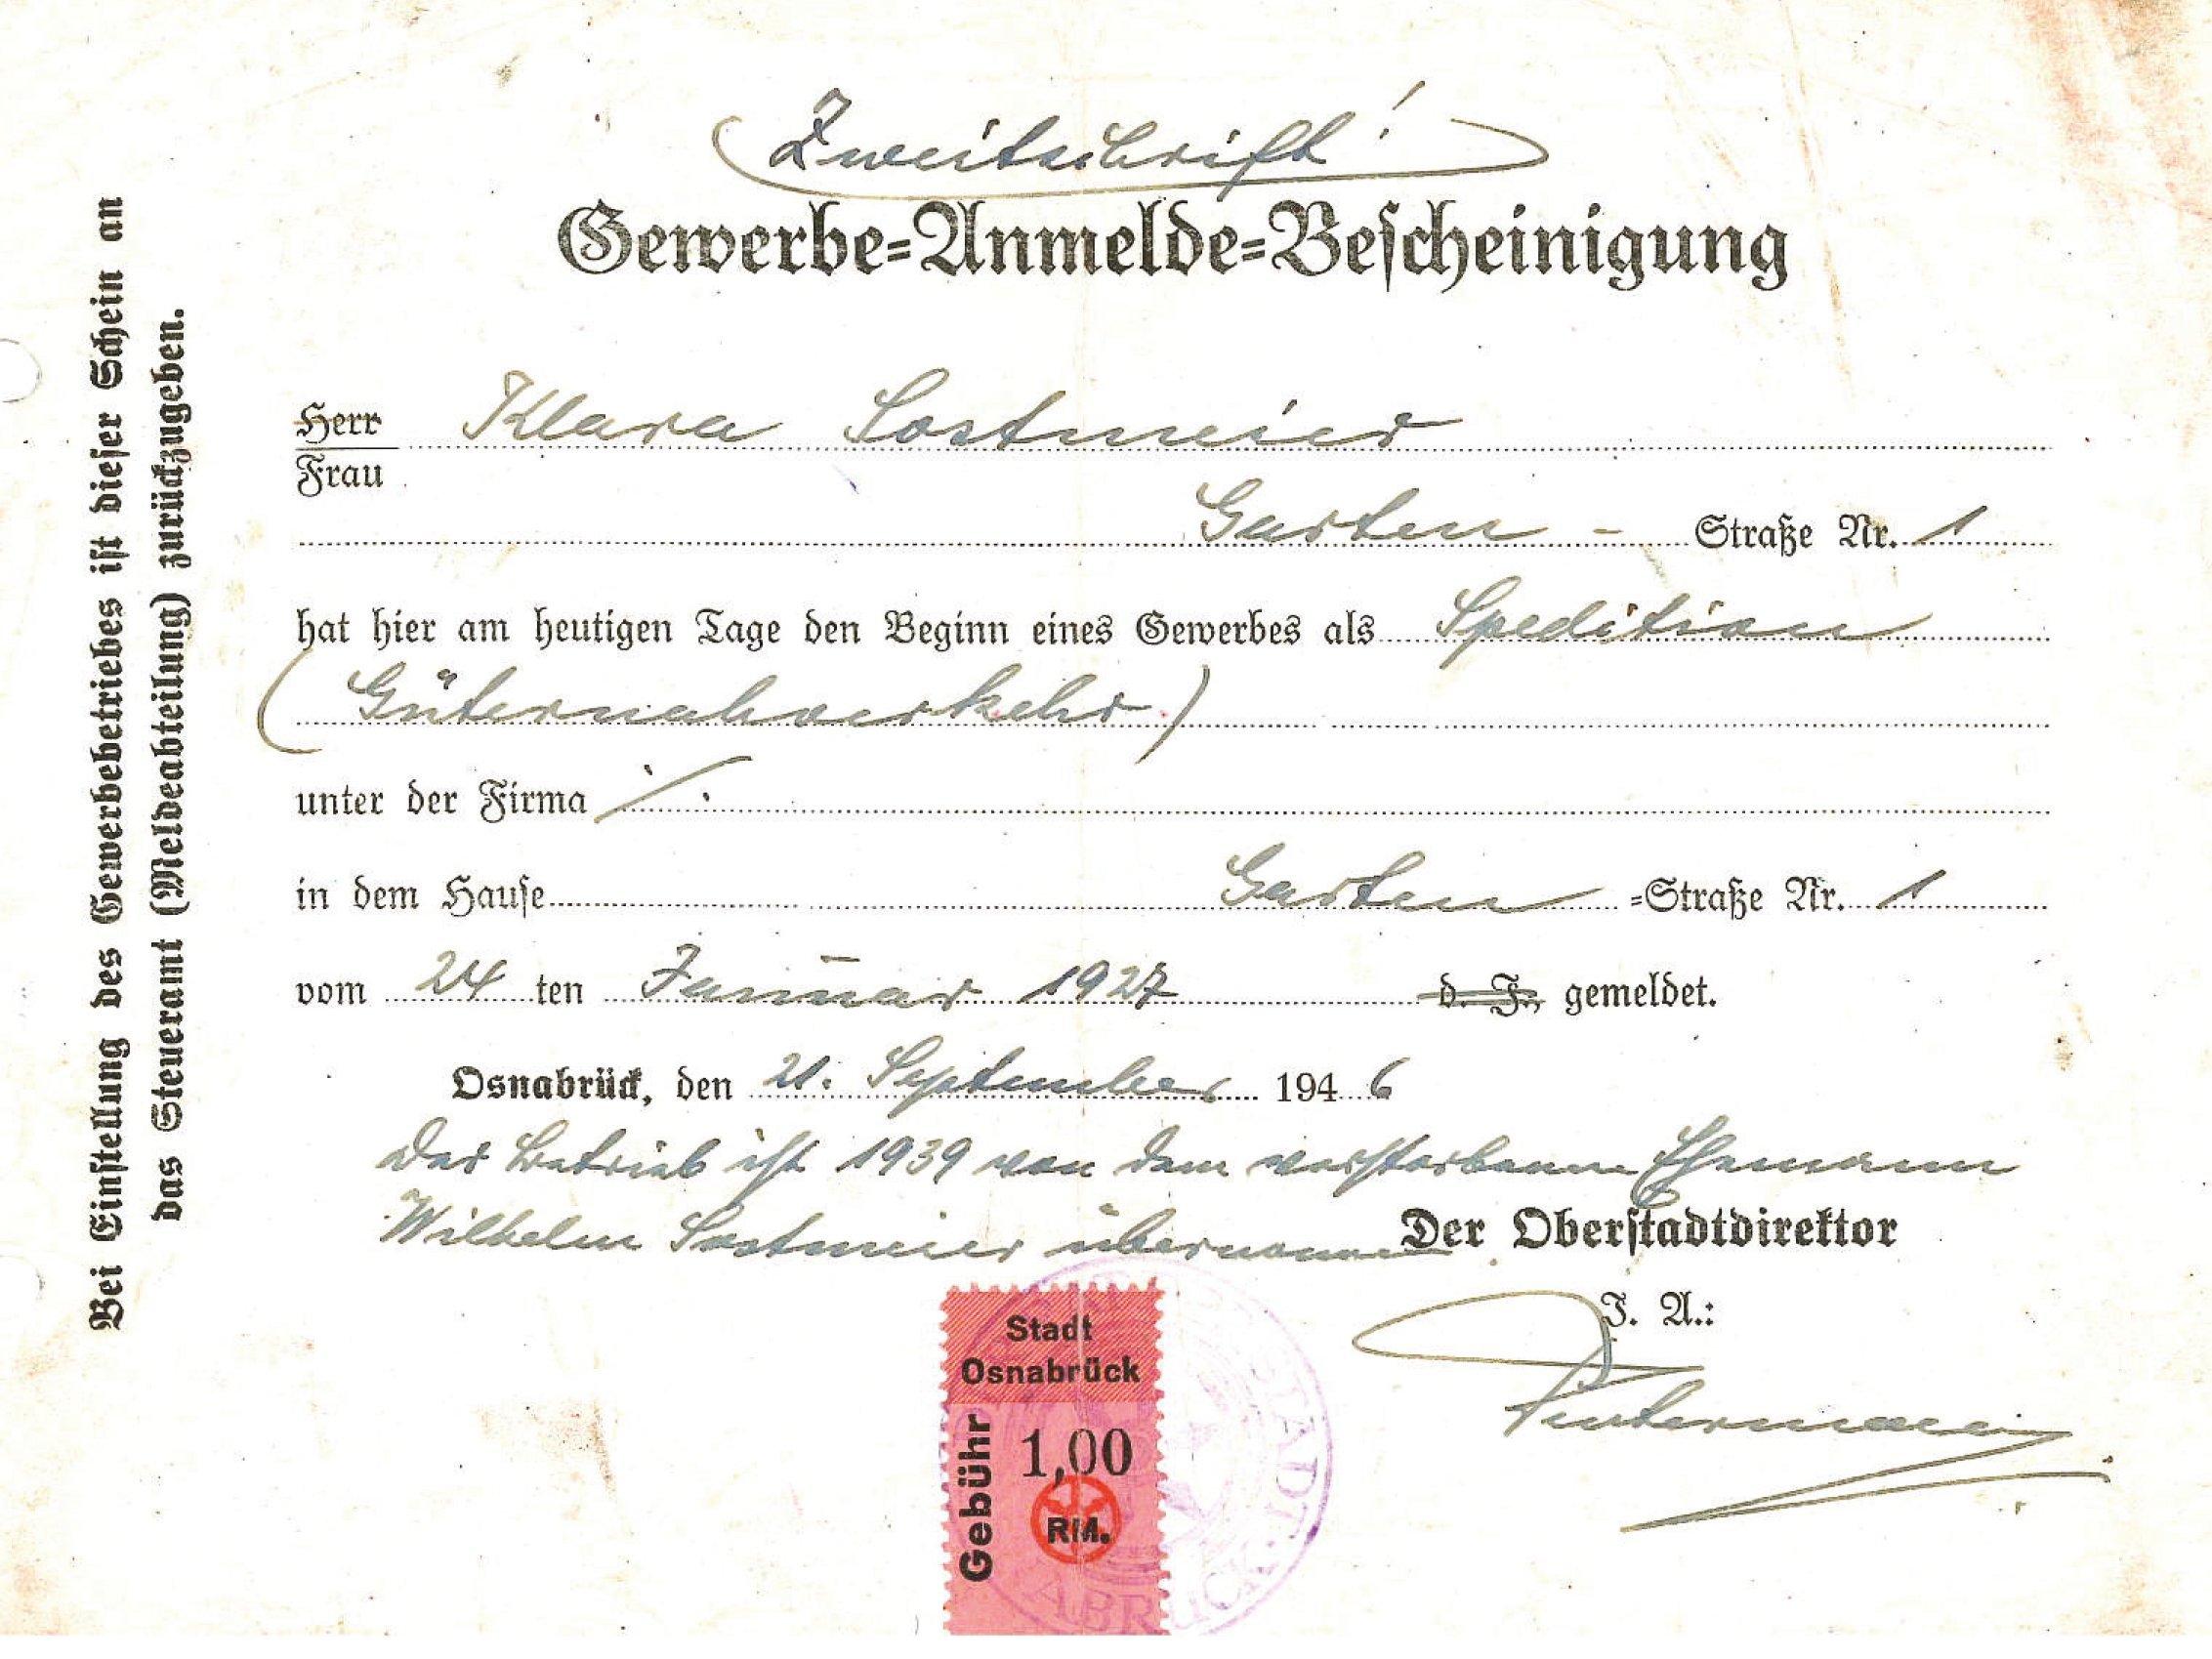 Zweitschrift!
Gewerbe=Anmelde=Bescheinigung
Herr Klara Sostmeier
Frau
Garten - Straße Nr. 1
hat hier am heutigen Tage den Beginn eines Gewerbes als Spedition
(Güternahverkehr)
unter der Firma ·/.
in dem Hause Garten =Straße Nr. 1
vom 24 ten Januar 1927 d. J., gemeldet.
Osnabrück, den 21. September 1946
Der Betrieb ist 1939 von dem verstorbenen Ehemann
Wilhelm Sostmeier übernommen
Der Oberstadtdirektor
J. A.:
Stadt
Osnabrück
Gebühr
1,00
RM.
Bei Einstellung des Gewerbebetriebes ist dieser Schein an
das Steueramt (Meldeabteilung) zurückzugeben.